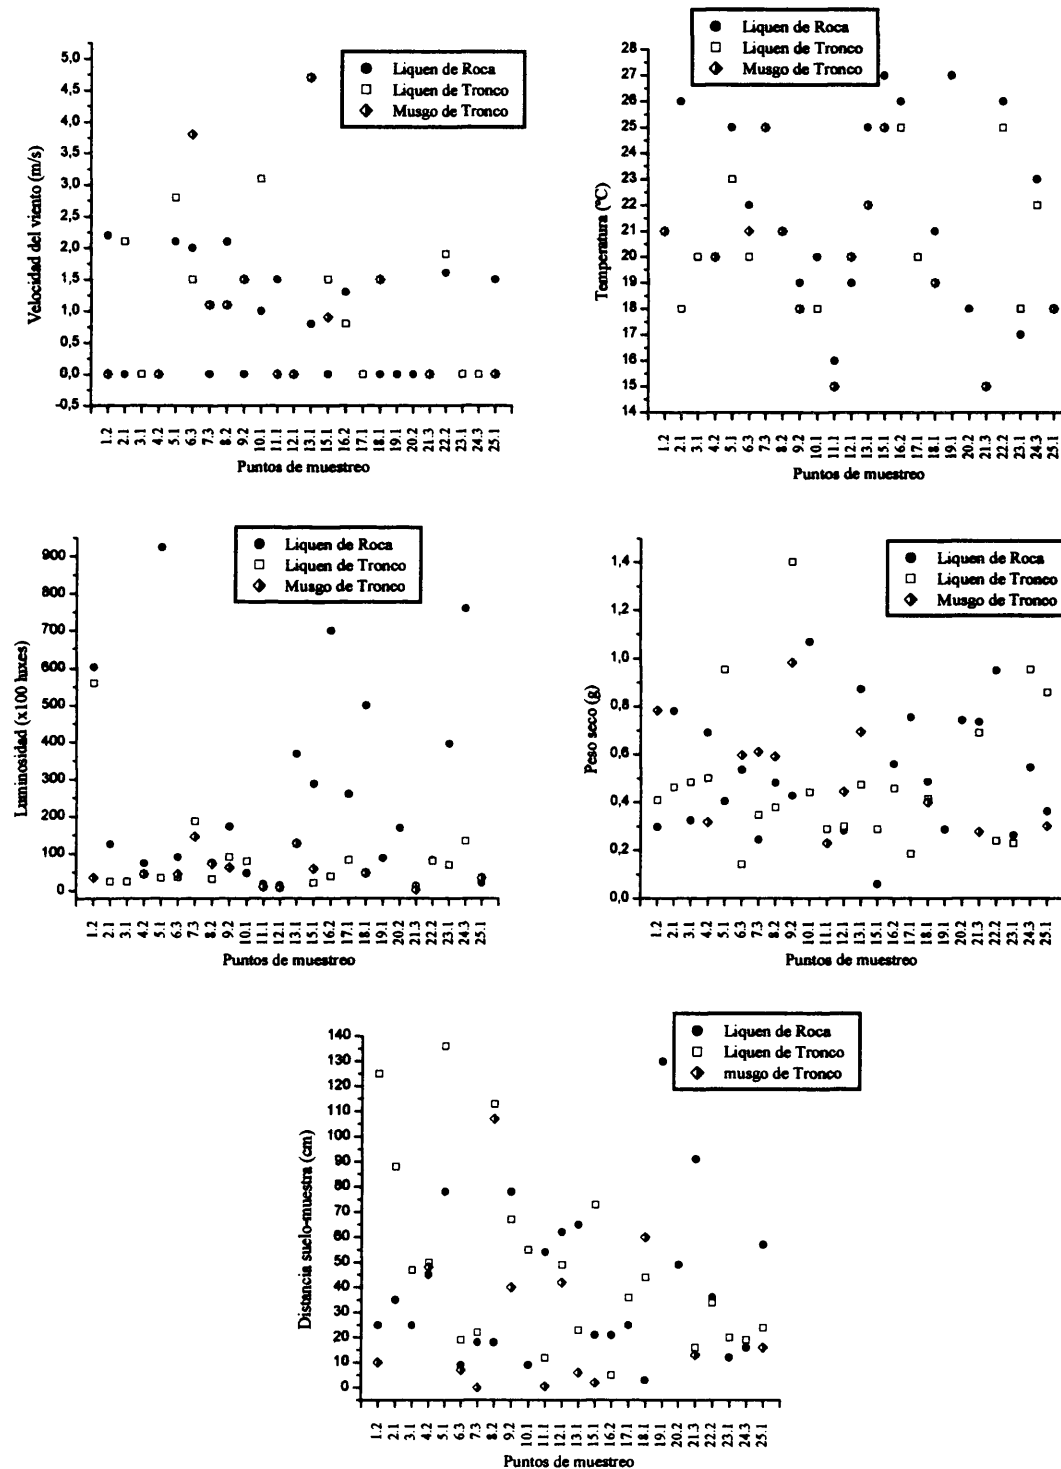 Liquen de Roca
Liquen de Tronco
Musgo de Tronco
5,0
4,5
4,0
3,5
3,0
2,5
2,0
1,5
1,0
0,5
0,0
-0,5
Velocidad del viento (m/s)
1.2 2.1 3.1 4.2 5.1 6.3 7.3 8.2 9.2 10.1 11.1 12.1 13.1 15.1 16.2 17.1 18.1 19.1 20.2 21.3 22.2 23.1 24.3 25.1
Puntos de muestreo
Liquen de Roca
Liquen de Tronco
Musgo de Tronco
28
27
26
25
24
23
22
21
20
19
18
17
16
15
14
Temperatura (ºC)
1.2 2.1 3.1 4.2 5.1 6.3 7.3 8.2 9.2 10.1 11.1 12.1 13.1 15.1 16.2 17.1 18.1 19.1 20.2 21.3 22.2 23.1 24.3 25.1
Puntos de muestreo
Liquen de Roca
Liquen de Tronco
Musgo de Tronco
900
800
700
600
500
400
300
200
100
0
Luminosidad (x100 luxes)
1.2 2.1 3.1 4.2 5.1 6.3 7.3 8.2 9.2 10.1 11.1 12.1 13.1 15.1 16.2 17.1 18.1 19.1 20.2 21.3 22.2 23.1 24.3 25.1
Puntos de muestreo
Liquen de Roca
Liquen de Tronco
Musgo de Tronco
1,4
1,2
1,0
0,8
0,6
0,4
0,2
0,0
Peso seco (g)
1.2 2.1 3.1 4.2 5.1 6.3 7.3 8.2 9.2 10.1 11.1 12.1 13.1 15.1 16.2 17.1 18.1 19.1 20.2 21.3 22.2 23.1 24.3 25.1
Puntos de muestreo
Liquen de Roca
Liquen de Tronco
musgo de Tronco
140
130
120
110
100
90
80
70
60
50
40
30
20
10
0
Distancia suelo-muestra (cm)
1.2 2.1 3.1 4.2 5.1 6.3 7.3 8.2 9.2 10.1 11.1 12.1 13.1 15.1 16.2 17.1 18.1 19.1 20.2 21.3 22.2 23.1 24.3 25.1
Puntos de muestreo